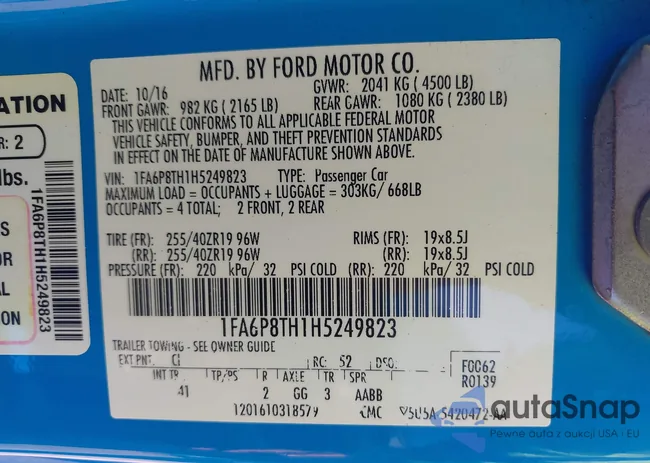 MFD. BY FORD MOTOR CO.
DATE: 10/16 GVWR: 2041 KG (4500 LB)
FRONT GAWR: 982 KG (2165 LB) REAR GAWR: 1080 KG (2380 LB)
THIS VEHICLE CONFORMS TO ALL APPLICABLE FEDERAL MOTOR
VEHICLE SAFETY, BUMPER, AND THEFT PREVENTION STANDARDS
IN EFFECT ON THE DATE OF MANUFACTURE SHOWN ABOVE.
VIN: 1FA6P8TH1H5249823 TYPE: Passenger Car
MAXIMUM LOAD = OCCUPANTS + LUGGAGE = 303KG/ 668LB
OCCUPANTS = 4 TOTAL; 2 FRONT, 2 REAR
TIRE (FR): 255/40ZR19 96W RIMS (FR): 19x8.5J
(RR): 255/40ZR19 96W (RR): 19x8.5J
PRESSURE (FR): 220 kPa/ 32 PSI COLD (RR): 220 kPa/ 32 PSI COLD
1FA6P8TH1H5249823
TRAILER TOWING - SEE OWNER GUIDE
EXT PNT: CI RC: 52 DSO: F0C62
R0139
INT TR TP/PS R AXLE TR SPR
41 2 GG 3 AABB
1201610318579
ATION
R: 2
lbs.
1FA6P8TH1H5249823
S
OR
AL
TION
autoSnap
Pewne auta z aukcji USA i EU